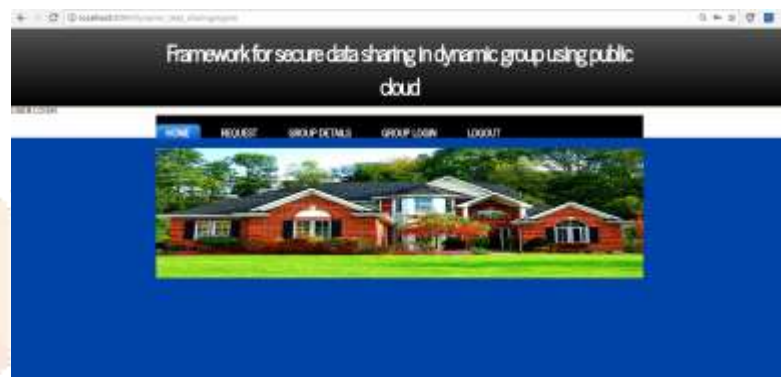 Framework for secure data sharing in dynamic group using public
cloud
HOME REQUEST GROUP DETAILS GROUP LOGIN LOGOUT